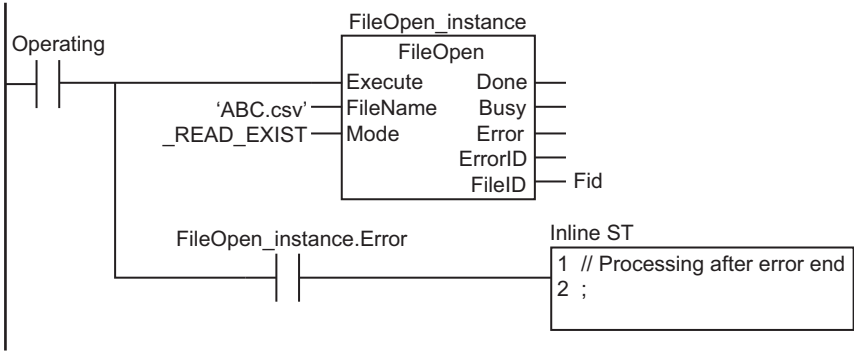 FileOpen_instance
Operating
FileOpen
Execute Done
'ABC.csv' FileName Busy
_READ_EXIST Mode Error
ErrorID
FileID Fid
FileOpen_instance.Error
Inline ST
1 // Processing after error end
2 ;